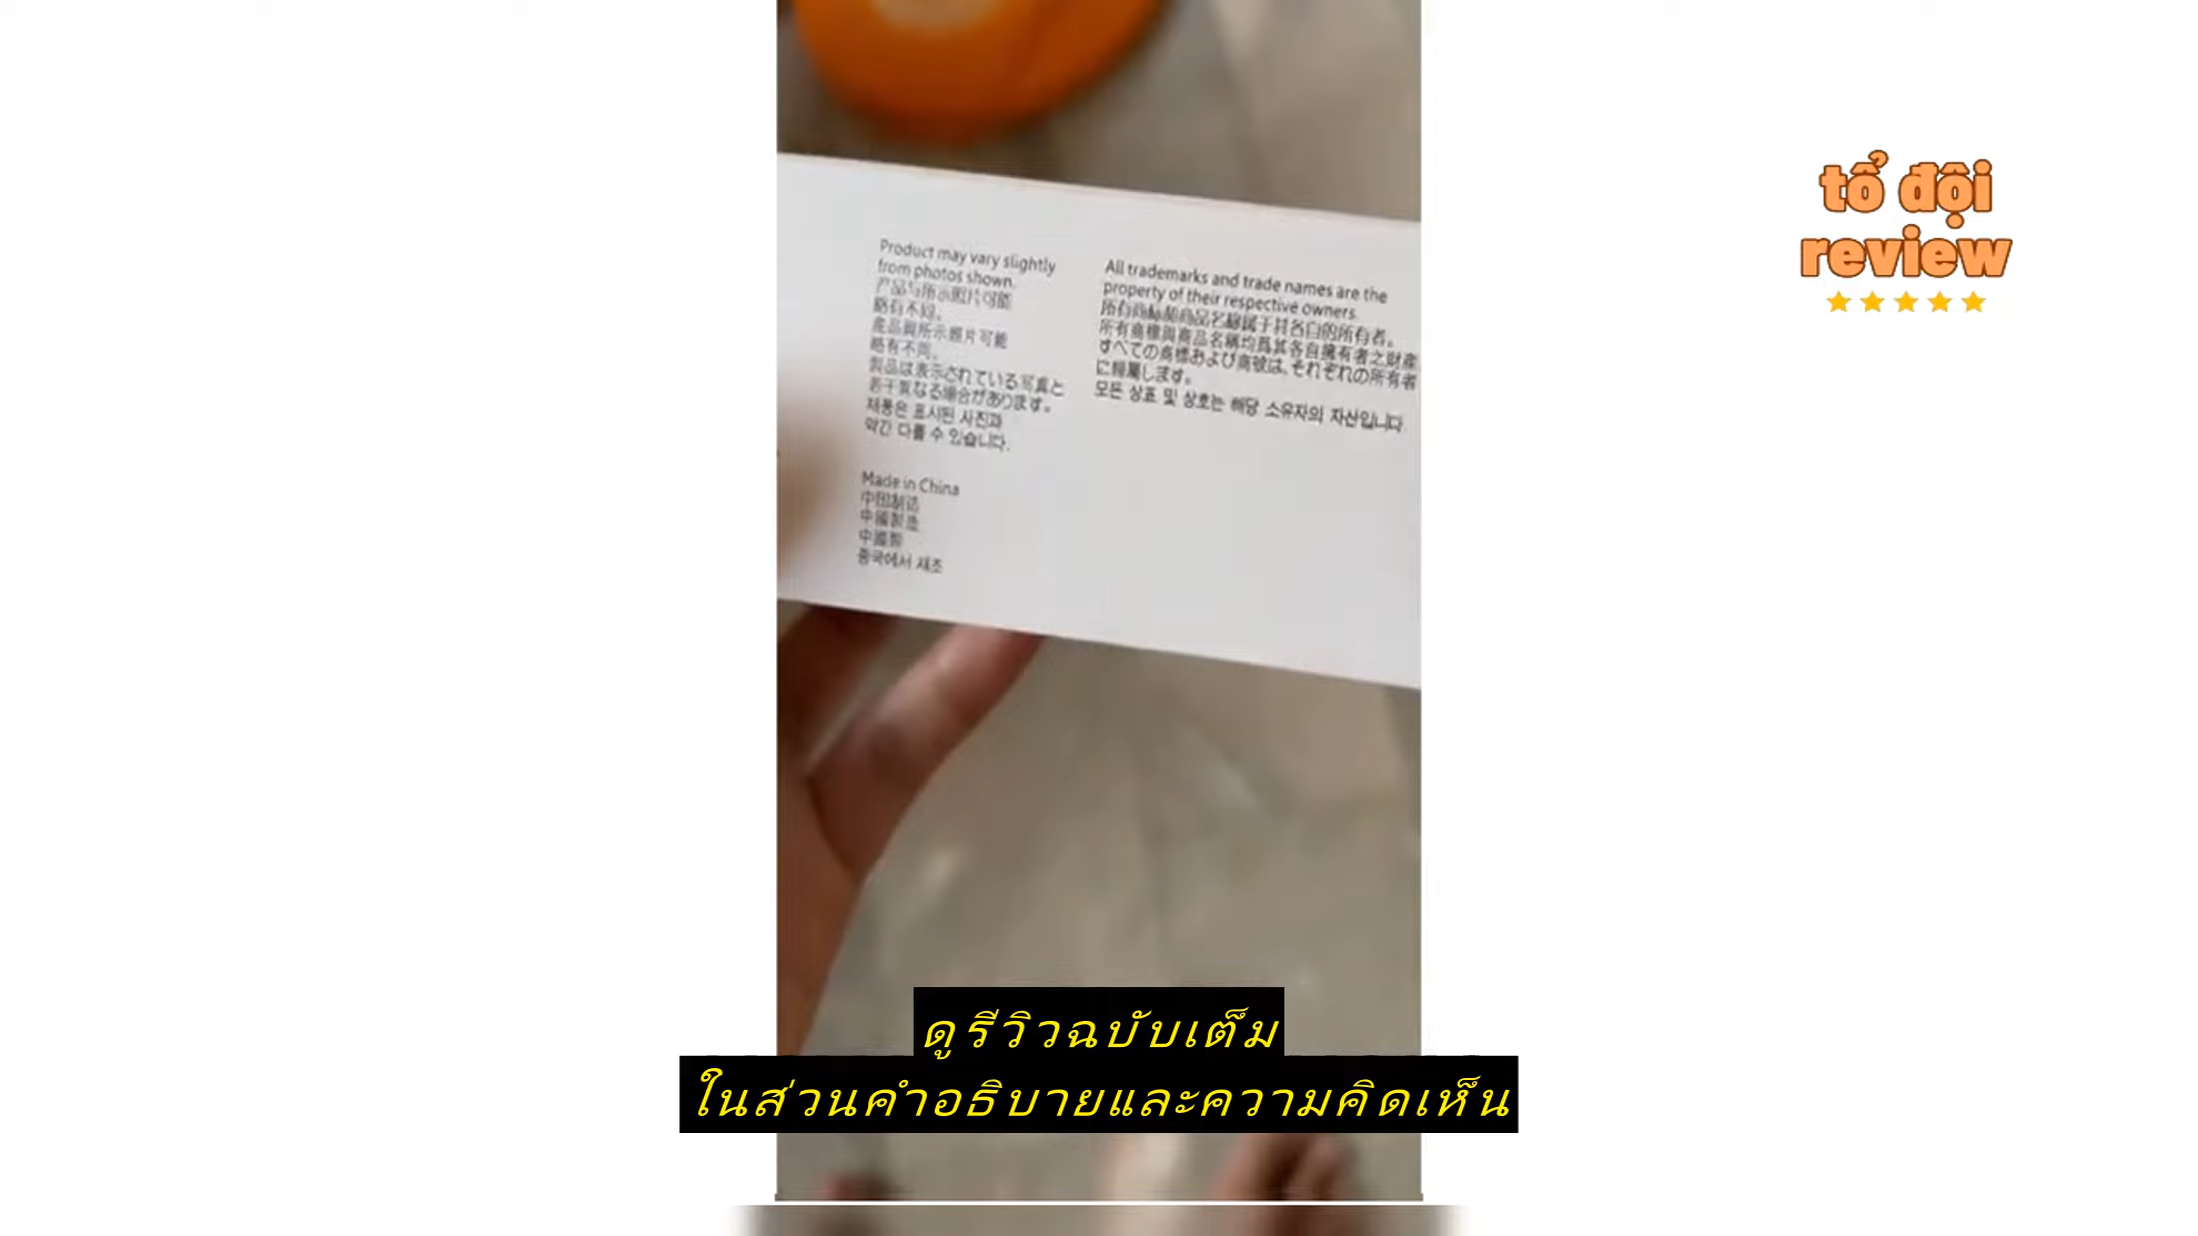 Product may vary slightly
from photos shown.
产品与所示照片可能
略有不同。
產品與所示照片可能
略有不同。
製品は表示されている写真と
若干異なる場合があります。
제품은 표시된 사진과
약간 다를 수 있습니다.
Made in China
中国制造
中國製造
中國製
중국에서 제조
All trademarks and trade names are the
property of their respective owners.
所有商标和商品名称属于其各自的所有者。
所有商標與商品名稱均爲其各自擁有者之財產
すべての商標および商號は、それぞれの所有者
に歸屬します。
모든 상표 및 상호는 해당 소유자의 자산입니다
tổ đội
review
ดูรีวิวฉบับเต็ม
ในส่วนคำอธิบายและความคิดเห็น